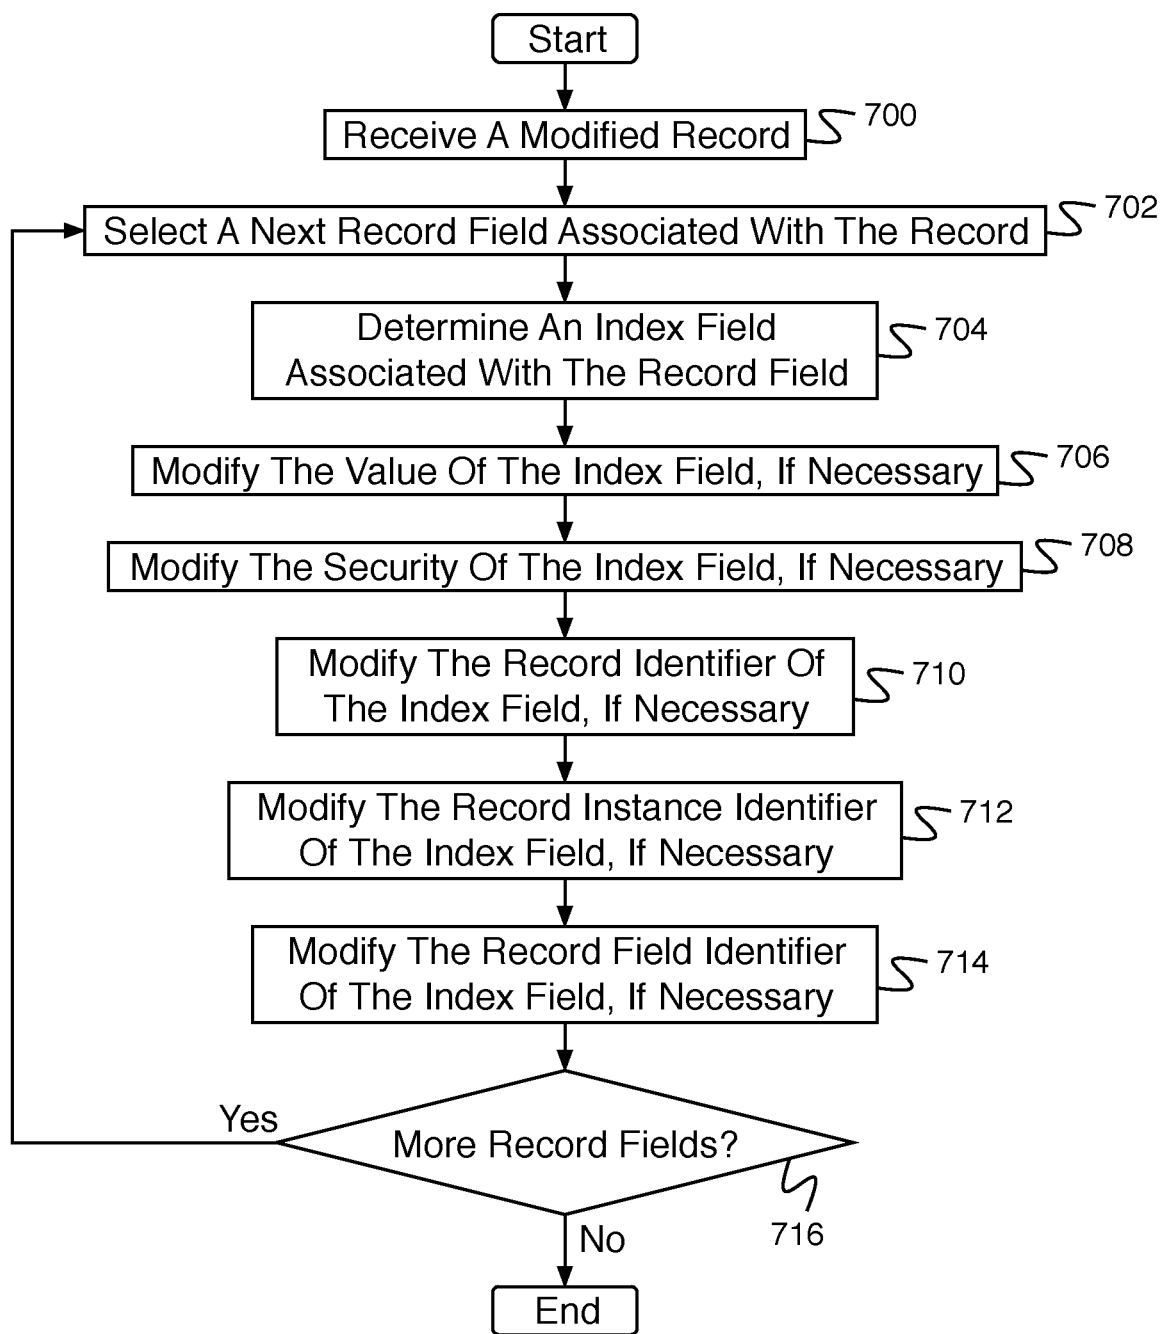 Start
Receive A Modified Record
700
Select A Next Record Field Associated With The Record
702
Determine An Index Field
Associated With The Record Field
704
Modify The Value Of The Index Field, If Necessary
706
Modify The Security Of The Index Field, If Necessary
708
Modify The Record Identifier Of
The Index Field, If Necessary
710
Modify The Record Instance Identifier
Of The Index Field, If Necessary
712
Modify The Record Field Identifier
Of The Index Field, If Necessary
714
Yes
More Record Fields?
716
No
End